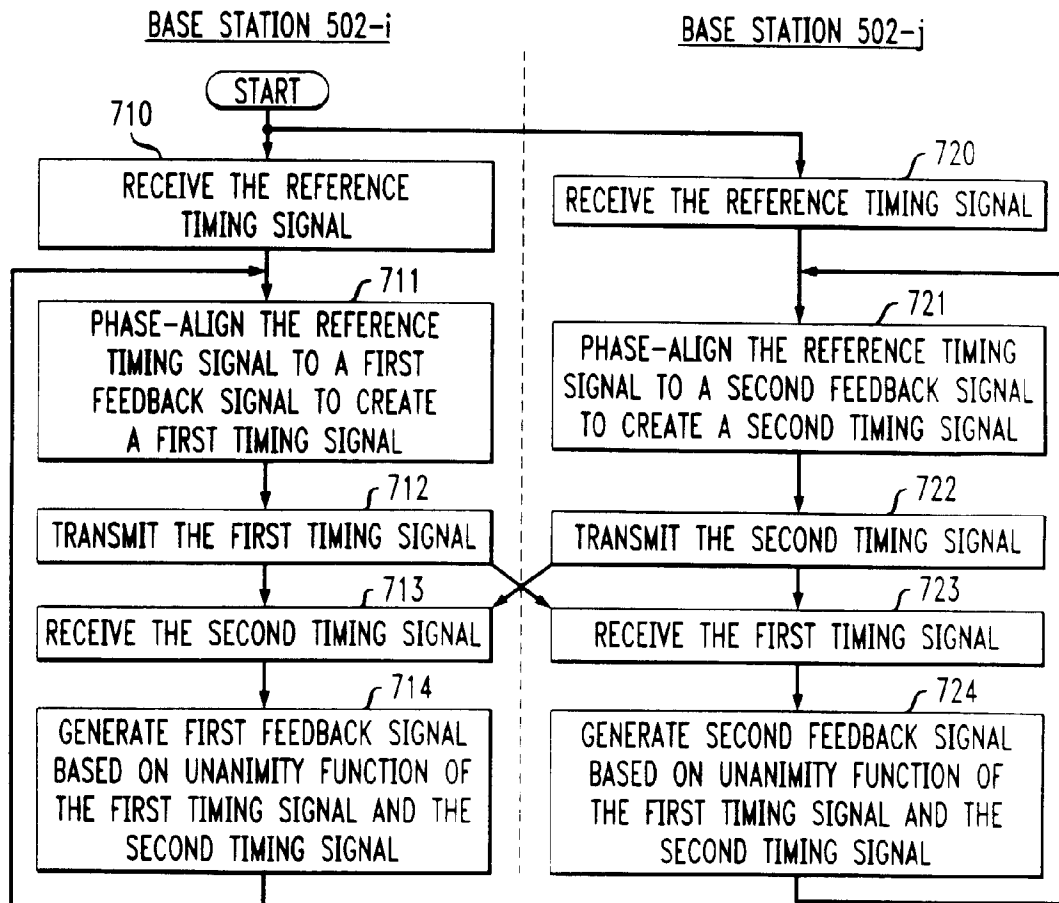 BASE STATION 502-i
BASE STATION 502-j
START
710
RECEIVE THE REFERENCE
TIMING SIGNAL
720
RECEIVE THE REFERENCE TIMING SIGNAL
711
PHASE-ALIGN THE REFERENCE
TIMING SIGNAL TO A FIRST
FEEDBACK SIGNAL TO CREATE
A FIRST TIMING SIGNAL
721
PHASE-ALIGN THE REFERENCE TIMING
SIGNAL TO A SECOND FEEDBACK SIGNAL
TO CREATE A SECOND TIMING SIGNAL
712
TRANSMIT THE FIRST TIMING SIGNAL
722
TRANSMIT THE SECOND TIMING SIGNAL
713
RECEIVE THE SECOND TIMING SIGNAL
723
RECEIVE THE FIRST TIMING SIGNAL
714
GENERATE FIRST FEEDBACK SIGNAL
BASED ON UNANIMITY FUNCTION OF
THE FIRST TIMING SIGNAL AND THE
SECOND TIMING SIGNAL
724
GENERATE SECOND FEEDBACK SIGNAL
BASED ON UNANIMITY FUNCTION OF
THE FIRST TIMING SIGNAL AND THE
SECOND TIMING SIGNAL